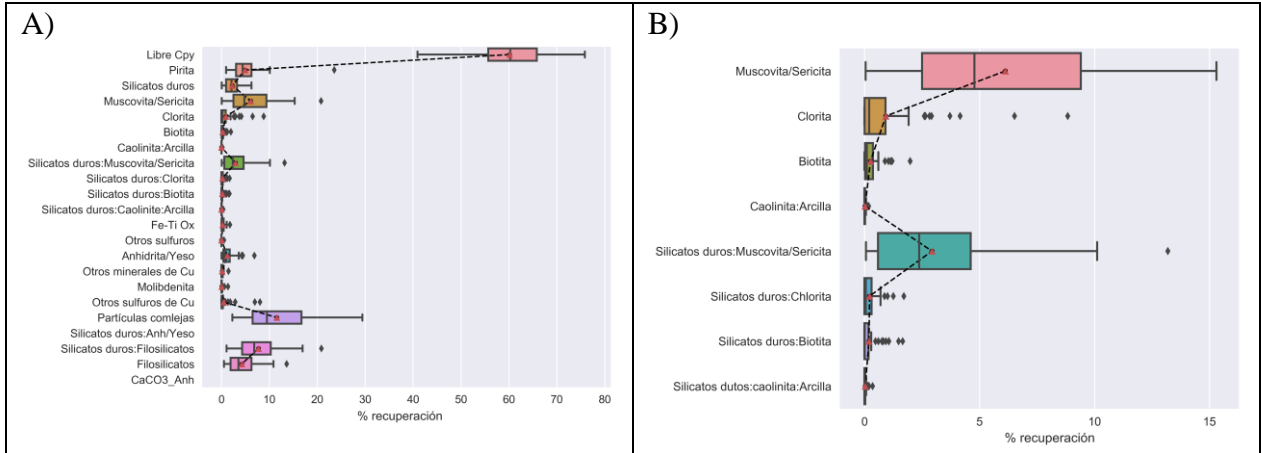 A)
Libre Cpy
Pirita
Silicatos duros
Muscovita/Sericita
Clorita
Biotita
Caolinita:Arcilla
Silicatos duros:Muscovita/Sericita
Silicatos duros:Clorita
Silicatos duros:Biotita
Silicatos duros:Caolinite:Arcilla
Fe-Ti Ox
Otros sulfuros
Anhidrita/Yeso
Otros minerales de Cu
Molibdenita
Otros sulfuros de Cu
Partículas comlejas
Silicatos duros:Anh/Yeso
Silicatos duros:Filosilicatos
Filosilicatos
CaCO3_Anh
0 10 20 30 40 50 60 70 80
% recuperación
B)
Muscovita/Sericita
Clorita
Biotita
Caolinita:Arcilla
Silicatos duros:Muscovita/Sericita
Silicatos duros:Chlorita
Silicatos duros:Biotita
Silicatos dutos:caolinita:Arcilla
0 5 10 15
% recuperación